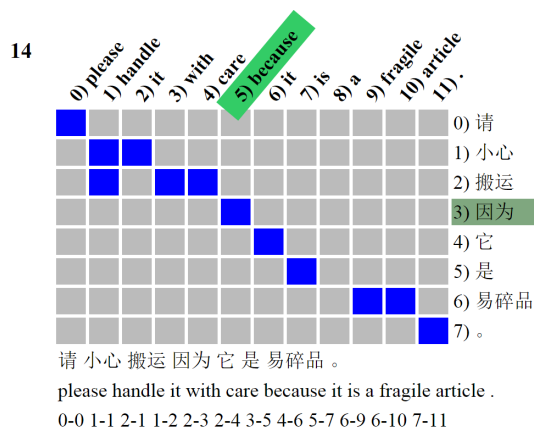 14
0) please
1) handle
2) it
3) with
4) care
5) because
6) it
7) is
8) a
9) fragile
10) article
11) .
0) 请
1) 小心
2) 搬运
3) 因为
4) 它
5) 是
6) 易碎品
7) 。
请 小心 搬运 因为 它 是 易碎品 。
please handle it with care because it is a fragile article .
0-0 1-1 2-1 1-2 2-3 2-4 3-5 4-6 5-7 6-9 6-10 7-11